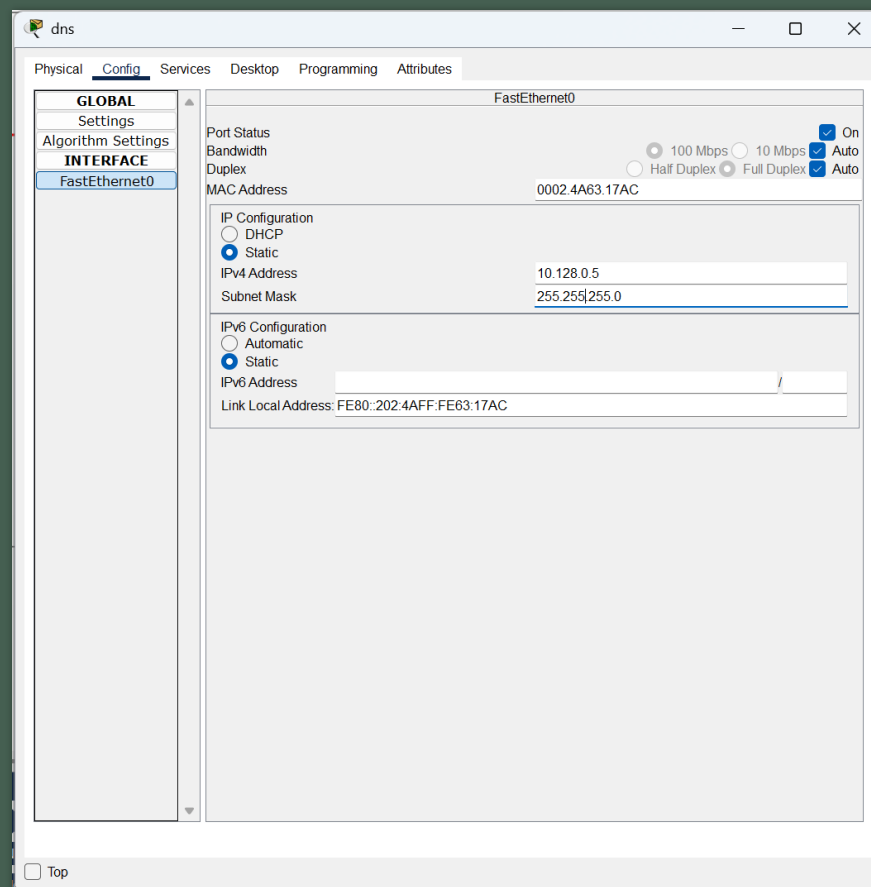 dns
Physical Config Services Desktop Programming Attributes
GLOBAL
Settings
Algorithm Settings
INTERFACE
FastEthernet0
FastEthernet0
Port Status On
Bandwidth 100 Mbps 10 Mbps Auto
Duplex Half Duplex Full Duplex Auto
MAC Address 0002.4A63.17AC
IP Configuration
DHCP
Static
IPv4 Address 10.128.0.5
Subnet Mask 255.255.255.0
IPv6 Configuration
Automatic
Static
IPv6 Address /
Link Local Address: FE80::202:4AFF:FE63:17AC
Top